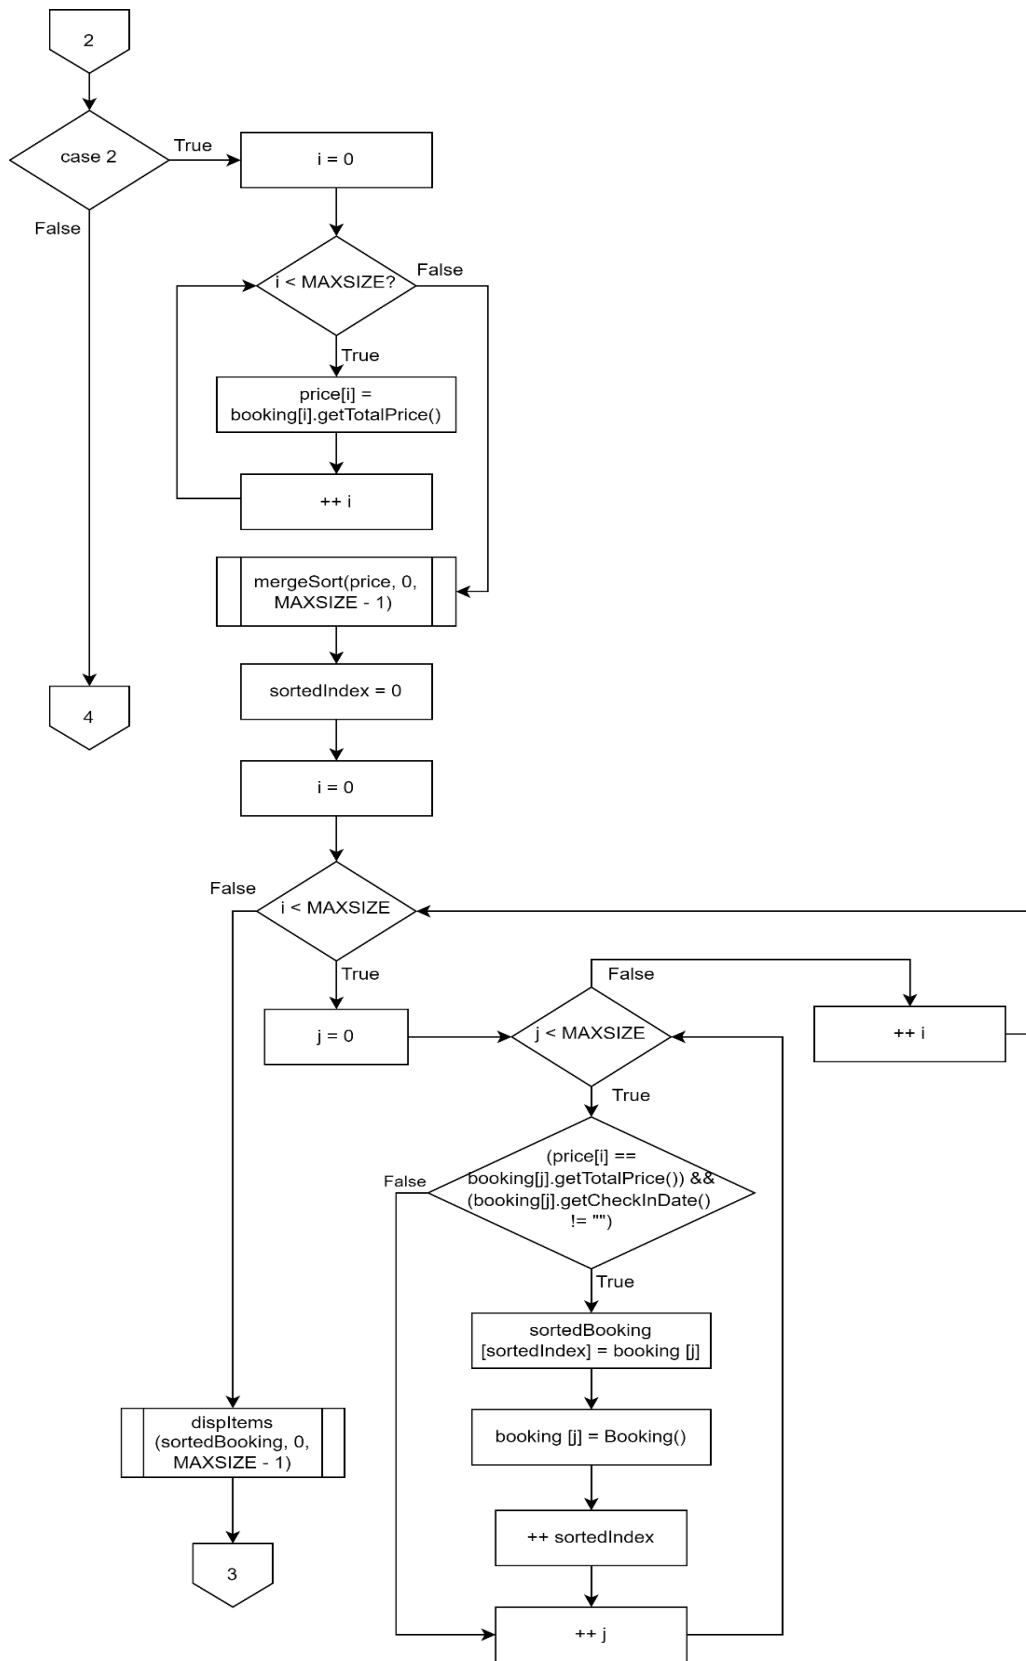 2
case 2
True
i = 0
False
i < MAXSIZE?
False
True
price[i] =
booking[i].getTotalPrice()
++ i
mergeSort(price, 0,
MAXSIZE - 1)
sortedIndex = 0
4
i = 0
False
i < MAXSIZE
True
False
j = 0
j < MAXSIZE
++ i
True
(price[i] ==
booking[j].getTotalPrice()) &&
(booking[j].getCheckInDate()
!= "")
False
True
sortedBooking
[sortedIndex] = booking [j]
dispItems
(sortedBooking, 0,
MAXSIZE - 1)
booking [j] = Booking()
++ sortedIndex
3
++ j